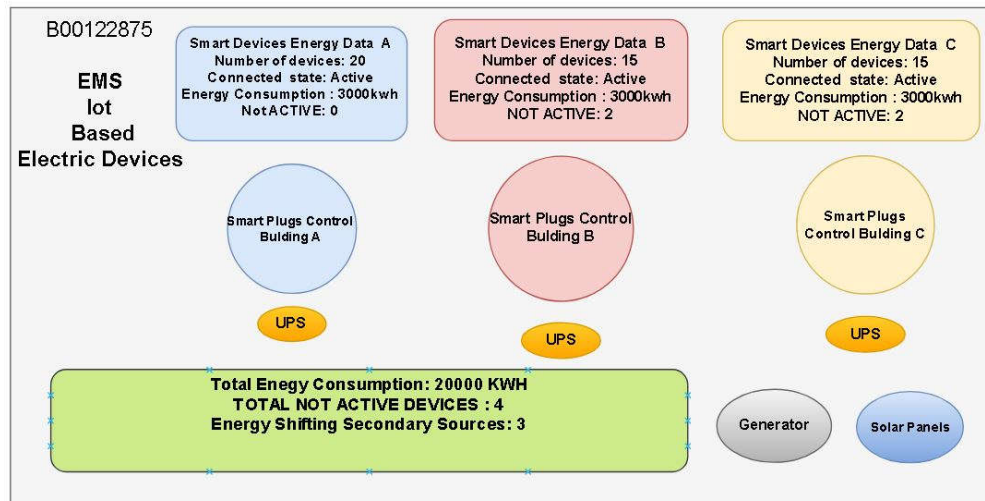 B00122875
EMS
Iot
Based
Electric Devices
Smart Devices Energy Data A
Number of devices: 20
Connected state: Active
Energy Consumption : 3000kwh
Not ACTIVE: 0
Smart Devices Energy Data B
Number of devices: 15
Connected state: Active
Energy Consumption : 3000kwh
NOT ACTIVE: 2
Smart Devices Energy Data C
Number of devices: 15
Connected state: Active
Energy Consumption : 3000kwh
NOT ACTIVE: 2
Smart Plugs Control
Bulding A
Smart Plugs Control
Bulding B
Smart Plugs
Control Bulding C
UPS
UPS
UPS
Total Enegy Consumption: 20000 KWH
TOTAL NOT ACTIVE DEVICES : 4
Energy Shifting Secondary Sources: 3
Generator
Solar Panels